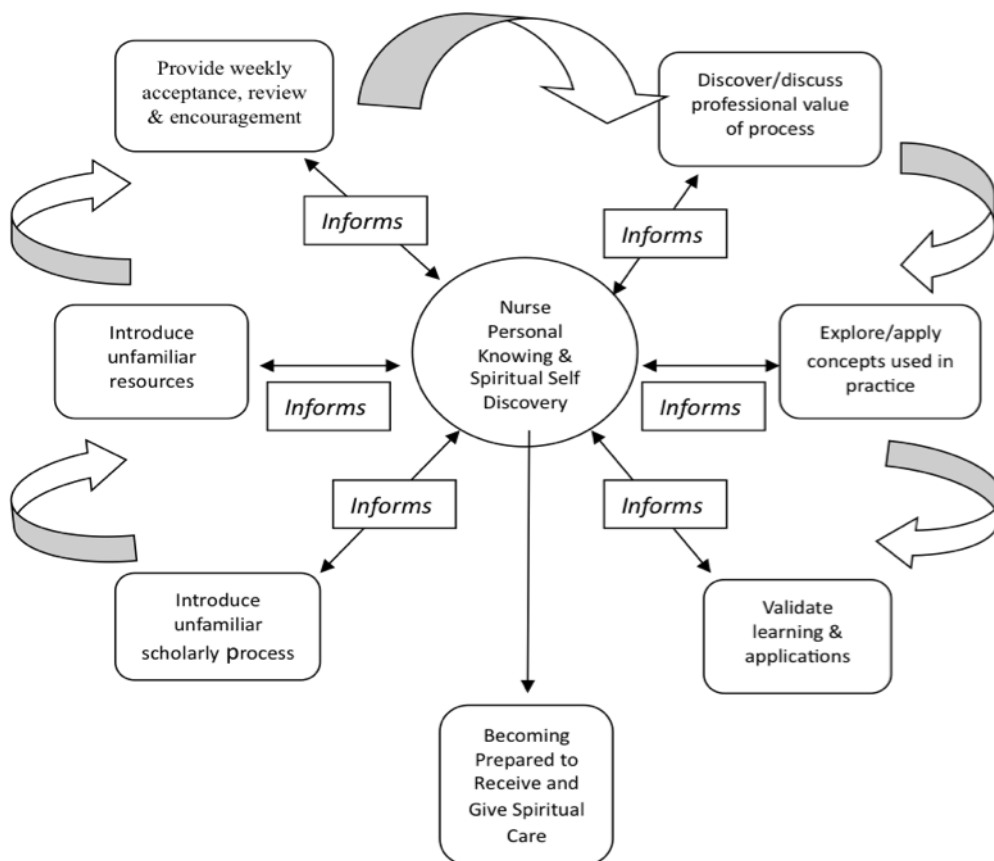 Provide weekly
acceptance, review
& encouragement
Discover/discuss
professional value
of process
Informs
Informs
Introduce
unfamiliar
resources
Nurse
Personal
Knowing &
Spiritual Self
Discovery
Explore/apply
concepts used in
practice
Informs
Informs
Informs
Informs
Introduce
unfamiliar
scholarly process
Validate
learning &
applications
Becoming
Prepared to
Receive and
Give Spiritual
Care